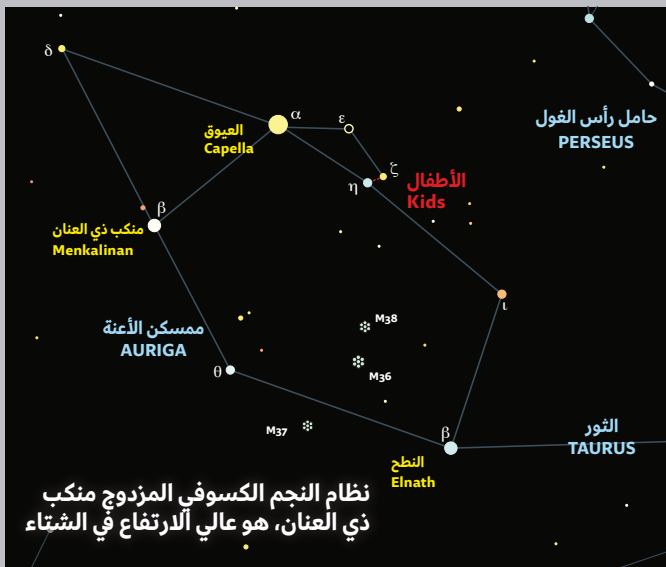 δ
α
ε
حامل رأس الغول
PERSEUS
العيوق
Capella
ζ
η
الأطفال
Kids
β
منكب ذي العنان
Menkalinan
ι
M38
ممسكن الأعنة
AURIGA
θ
M36
M37
β
الثور
TAURUS
النطح
Elnath
نظام النجم الكسوفي المزدوج منكب
ذي العنان، هو عالي الارتفاع في الشتاء